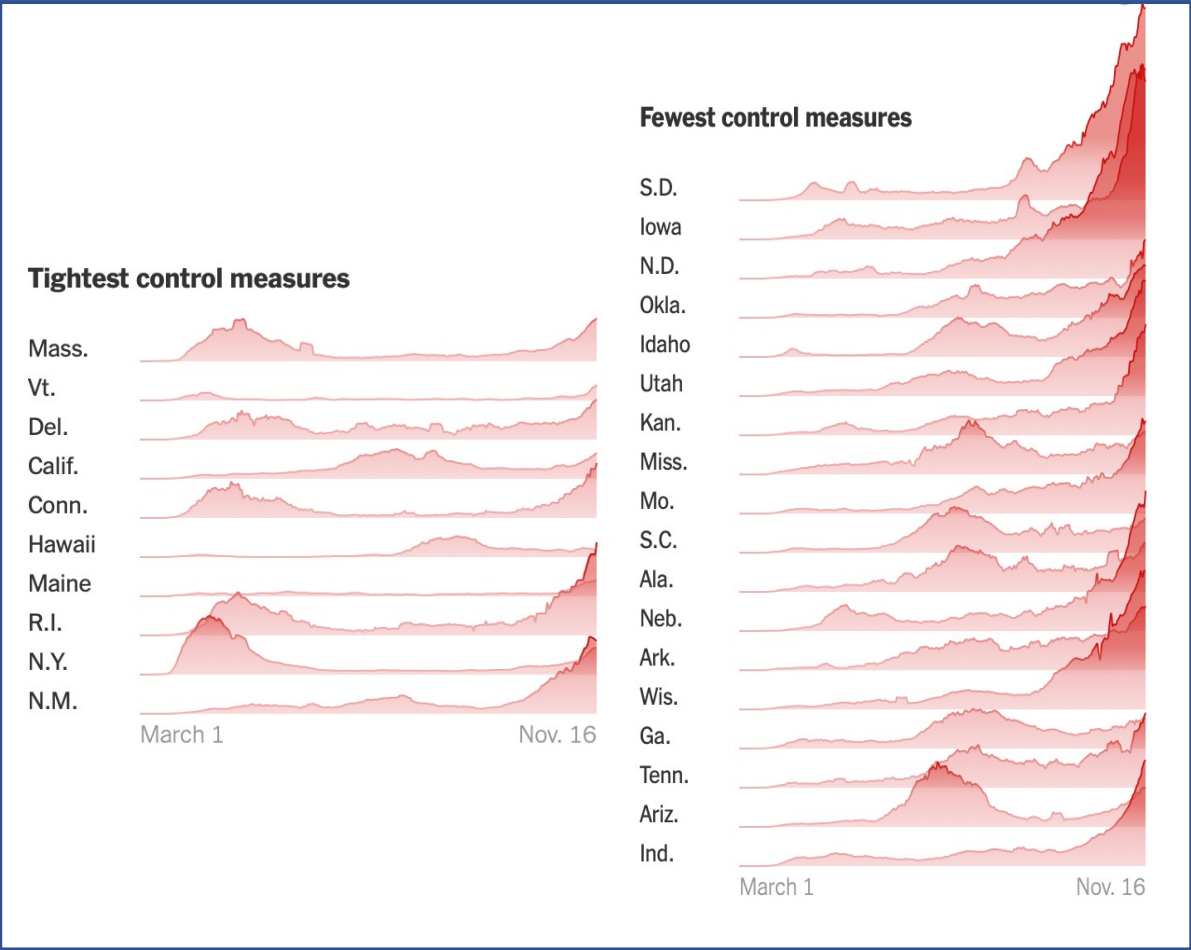 Tightest control measures
Mass.
Vt.
Del.
Calif.
Conn.
Hawaii
Maine
R.I.
N.Y.
N.M.
March 1
Nov. 16
Fewest control measures
S.D.
Iowa
N.D.
Okla.
Idaho
Utah
Kan.
Miss.
Mo.
S.C.
Ala.
Neb.
Ark.
Wis.
Ga.
Tenn.
Ariz.
Ind.
March 1
Nov. 16